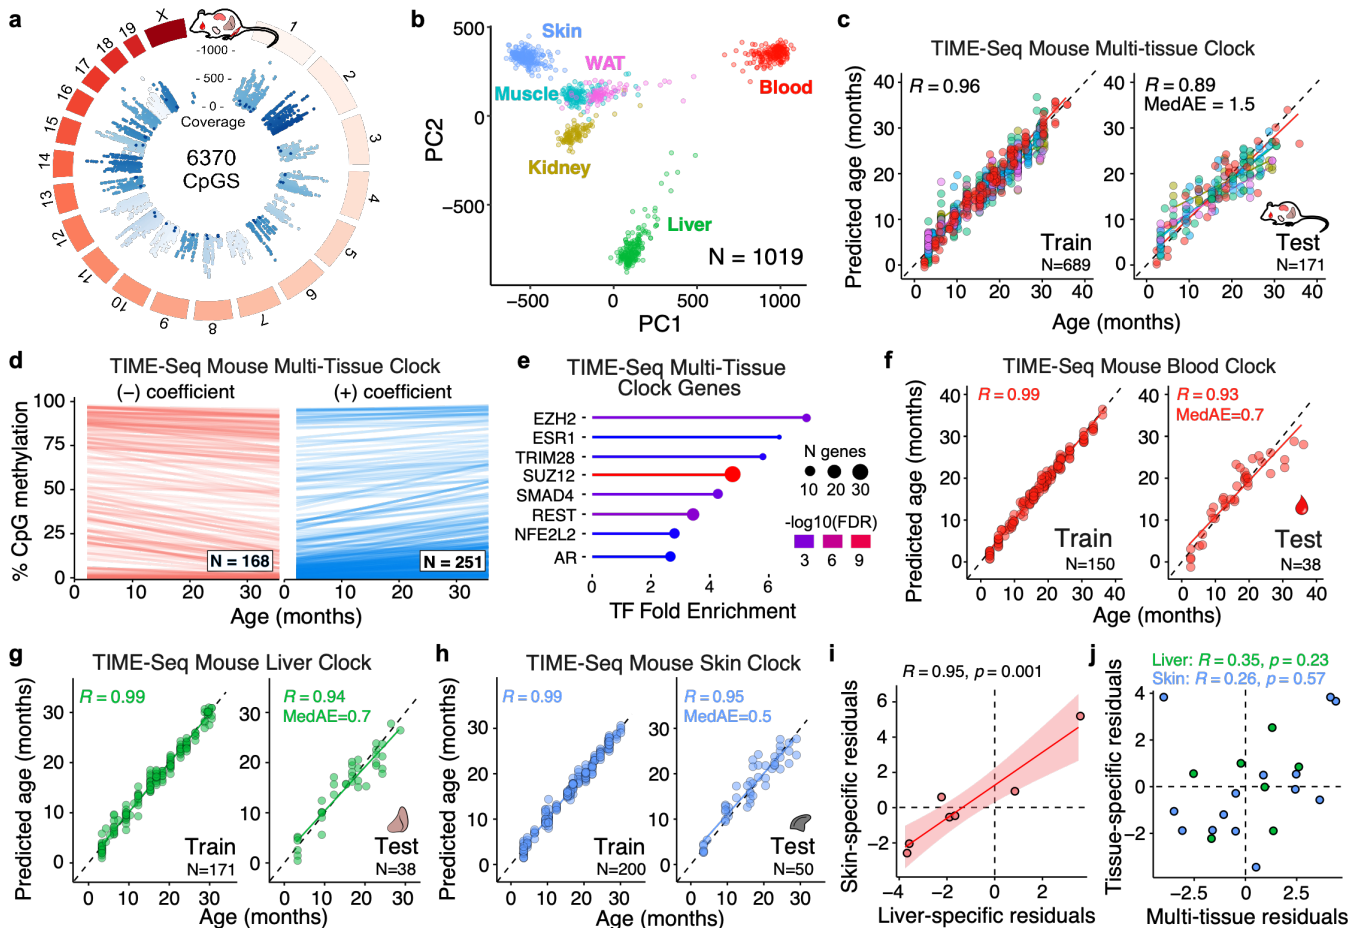 a
X
1
2
3
4
5
6
7
8
9
10
11
12
13
14
15
16
17
18
19
-1000 -
- 500 -
- 0 -
Coverage
6370
CpGS
b
PC2
500
0
−500
Skin
WAT
Muscle
Kidney
Blood
Liver
N = 1019
−500 0 500 1000
PC1
c
TIME-Seq Mouse Multi-tissue Clock
Predicted age (months)
40
30
20
10
0
R = 0.96
Train
N=689
R = 0.89
MedAE = 1.5
Test
N=171
0 10 20 30 40
0 10 20 30 40
Age (months)
d
TIME-Seq Mouse Multi-Tissue Clock
(−) coefficient
(+) coefficient
% CpG methylation
100
75
50
25
0
N = 168
N = 251
0 10 20 30
0 10 20 30
Age (months)
e
TIME-Seq Multi-Tissue
Clock Genes
EZH2
ESR1
TRIM28
SUZ12
SMAD4
REST
NFE2L2
AR
N genes
10 20 30
-log10(FDR)
3 6 9
0 2 4 6
TF Fold Enrichment
f
TIME-Seq Mouse Blood Clock
Predicted age (months)
40
30
20
10
0
R = 0.99
Train
N=150
40
30
20
10
0
R = 0.93
MedAE=0.7
Test
N=38
0 10 20 30 40
0 10 20 30 40
Age (months)
g
TIME-Seq Mouse Liver Clock
Predicted age (months)
30
20
10
0
R = 0.99
Train
N=171
30
20
10
0
R = 0.94
MedAE=0.7
Test
N=38
0 10 20 30
0 10 20 30
Age (months)
h
TIME-Seq Mouse Skin Clock
Predicted age (months)
30
20
10
0
R = 0.99
Train
N=200
30
20
10
0
R = 0.95
MedAE=0.5
Test
N=50
0 10 20 30
0 10 20 30
Age (months)
i
R = 0.95, p = 0.001
Skin-specific residuals
6
4
2
0
−2
−4 −2 0 2
Liver-specific residuals
j
Liver: R = 0.35, p = 0.23
Skin: R = 0.26, p = 0.57
Tissue-specific residuals
4
2
0
−2
−2.5 0 2.5
Multi-tissue residuals